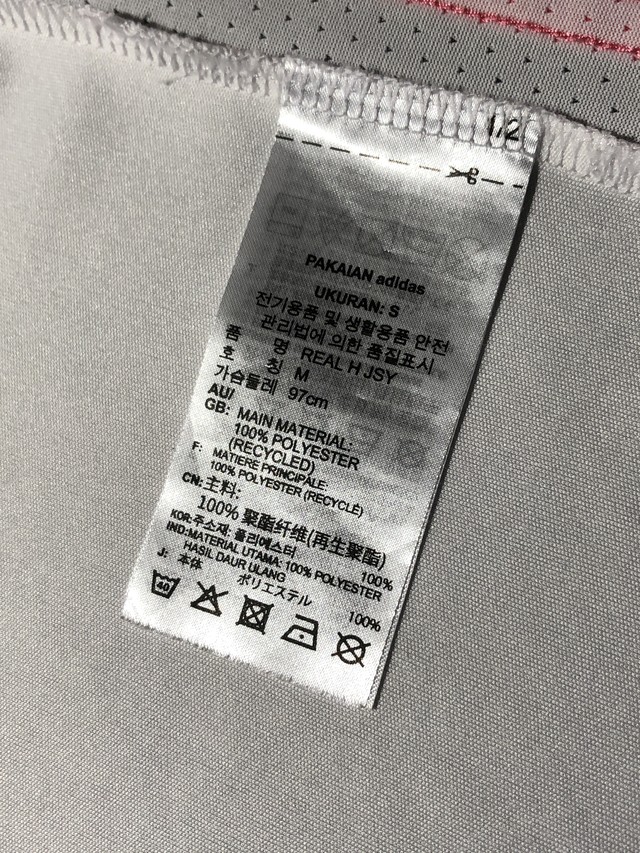 1/2
PAKAIAN adidas
UKURAN: S
전기용품 및 생활용품 안전
관리법에 의한 품질표시
품 명 REAL H JSY
호 칭 M
가슴둘레 97cm
AU/
GB: MAIN MATERIAL:
100% POLYESTER
(RECYCLED)
F: MATIERE PRINCIPALE:
100% POLYESTER (RECYCLÉ)
CN: 主料:
100% 聚酯纤维(再生聚酯)
KOR: 주소재: 폴리에스터 100%
IND: MATERIAL UTAMA: 100% POLYESTER
HASIL DAUR ULANG
J: 本体
ポリエステル 100%
40